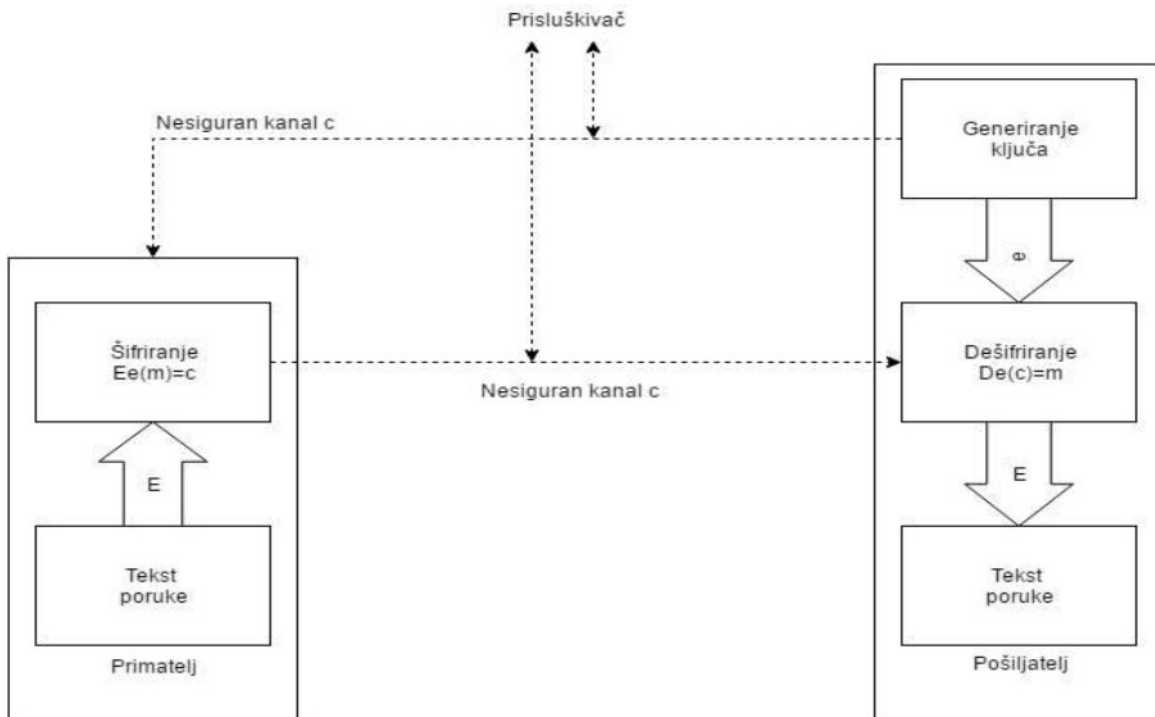 Prisluškivač
Nesiguran kanal c
Generiranje
ključa
e
Šifriranje
Ee(m)=c
Nesiguran kanal c
Dešifriranje
De(c)=m
E
E
Tekst
poruke
Primatelj
Tekst
poruke
Pošiljatelj